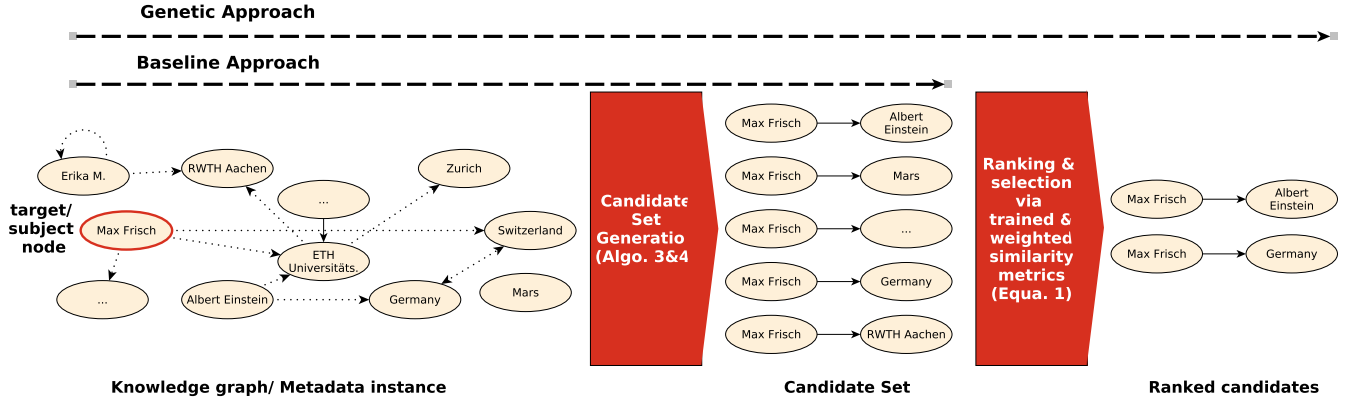 Genetic Approach
Baseline Approach
Erika M.
RWTH Aachen
Zurich
...
target/
subject
node
Max Frisch
Switzerland
ETH
Universitäts.
...
Albert Einstein
Germany
Mars
Knowledge graph/ Metadata instance
Candidate
Set
Generatio
(Algo. 3&4
Max Frisch
Albert
Einstein
Max Frisch
Mars
Max Frisch
...
Max Frisch
Germany
Max Frisch
RWTH Aachen
Candidate Set
Ranking &
selection
via
trained &
weighted
similarity
metrics
(Equa. 1)
Max Frisch
Albert
Einstein
Max Frisch
Germany
Ranked candidates